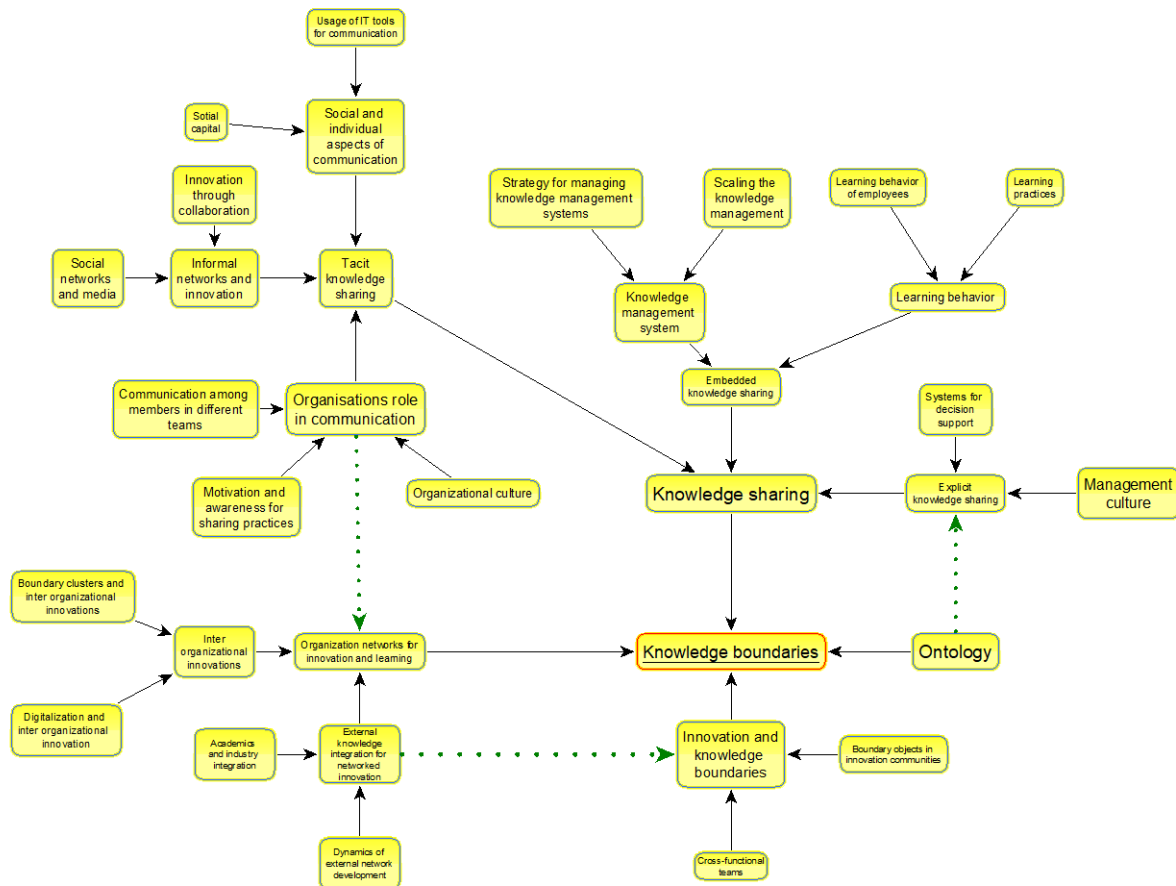 Usage of IT tools
for communication
Sotial
capital
Social and
individual
aspects of
communication
Innovation
through
collaboration
Strategy for managing
knowledge management
systems
Scaling the
knowledge
management
Learning behavior
of employees
Learning
practices
Social
networks
and media
Informal
networks and
innovation
Tacit
knowledge
sharing
Knowledge
management
system
Learning behavior
Communication among
members in different
teams
Organisations role
in communication
Embedded
knowledge sharing
Systems for
decision
support
Motivation and
awareness for
sharing practices
Organizational culture
Knowledge sharing
Explicit
knowledge sharing
Management
culture
Boundary clusters and
inter organizational
innovations
Inter
organizational
innovations
Organization networks for
innovation and learning
Knowledge boundaries
Ontology
Digitalization and
inter organizational
innovation
Academics
and industry
integration
External
knowledge
integration for
networked
innovation
Innovation and
knowledge
boundaries
Boundary objects in
innovation communities
Dynamics of
external network
development
Cross-functional
teams